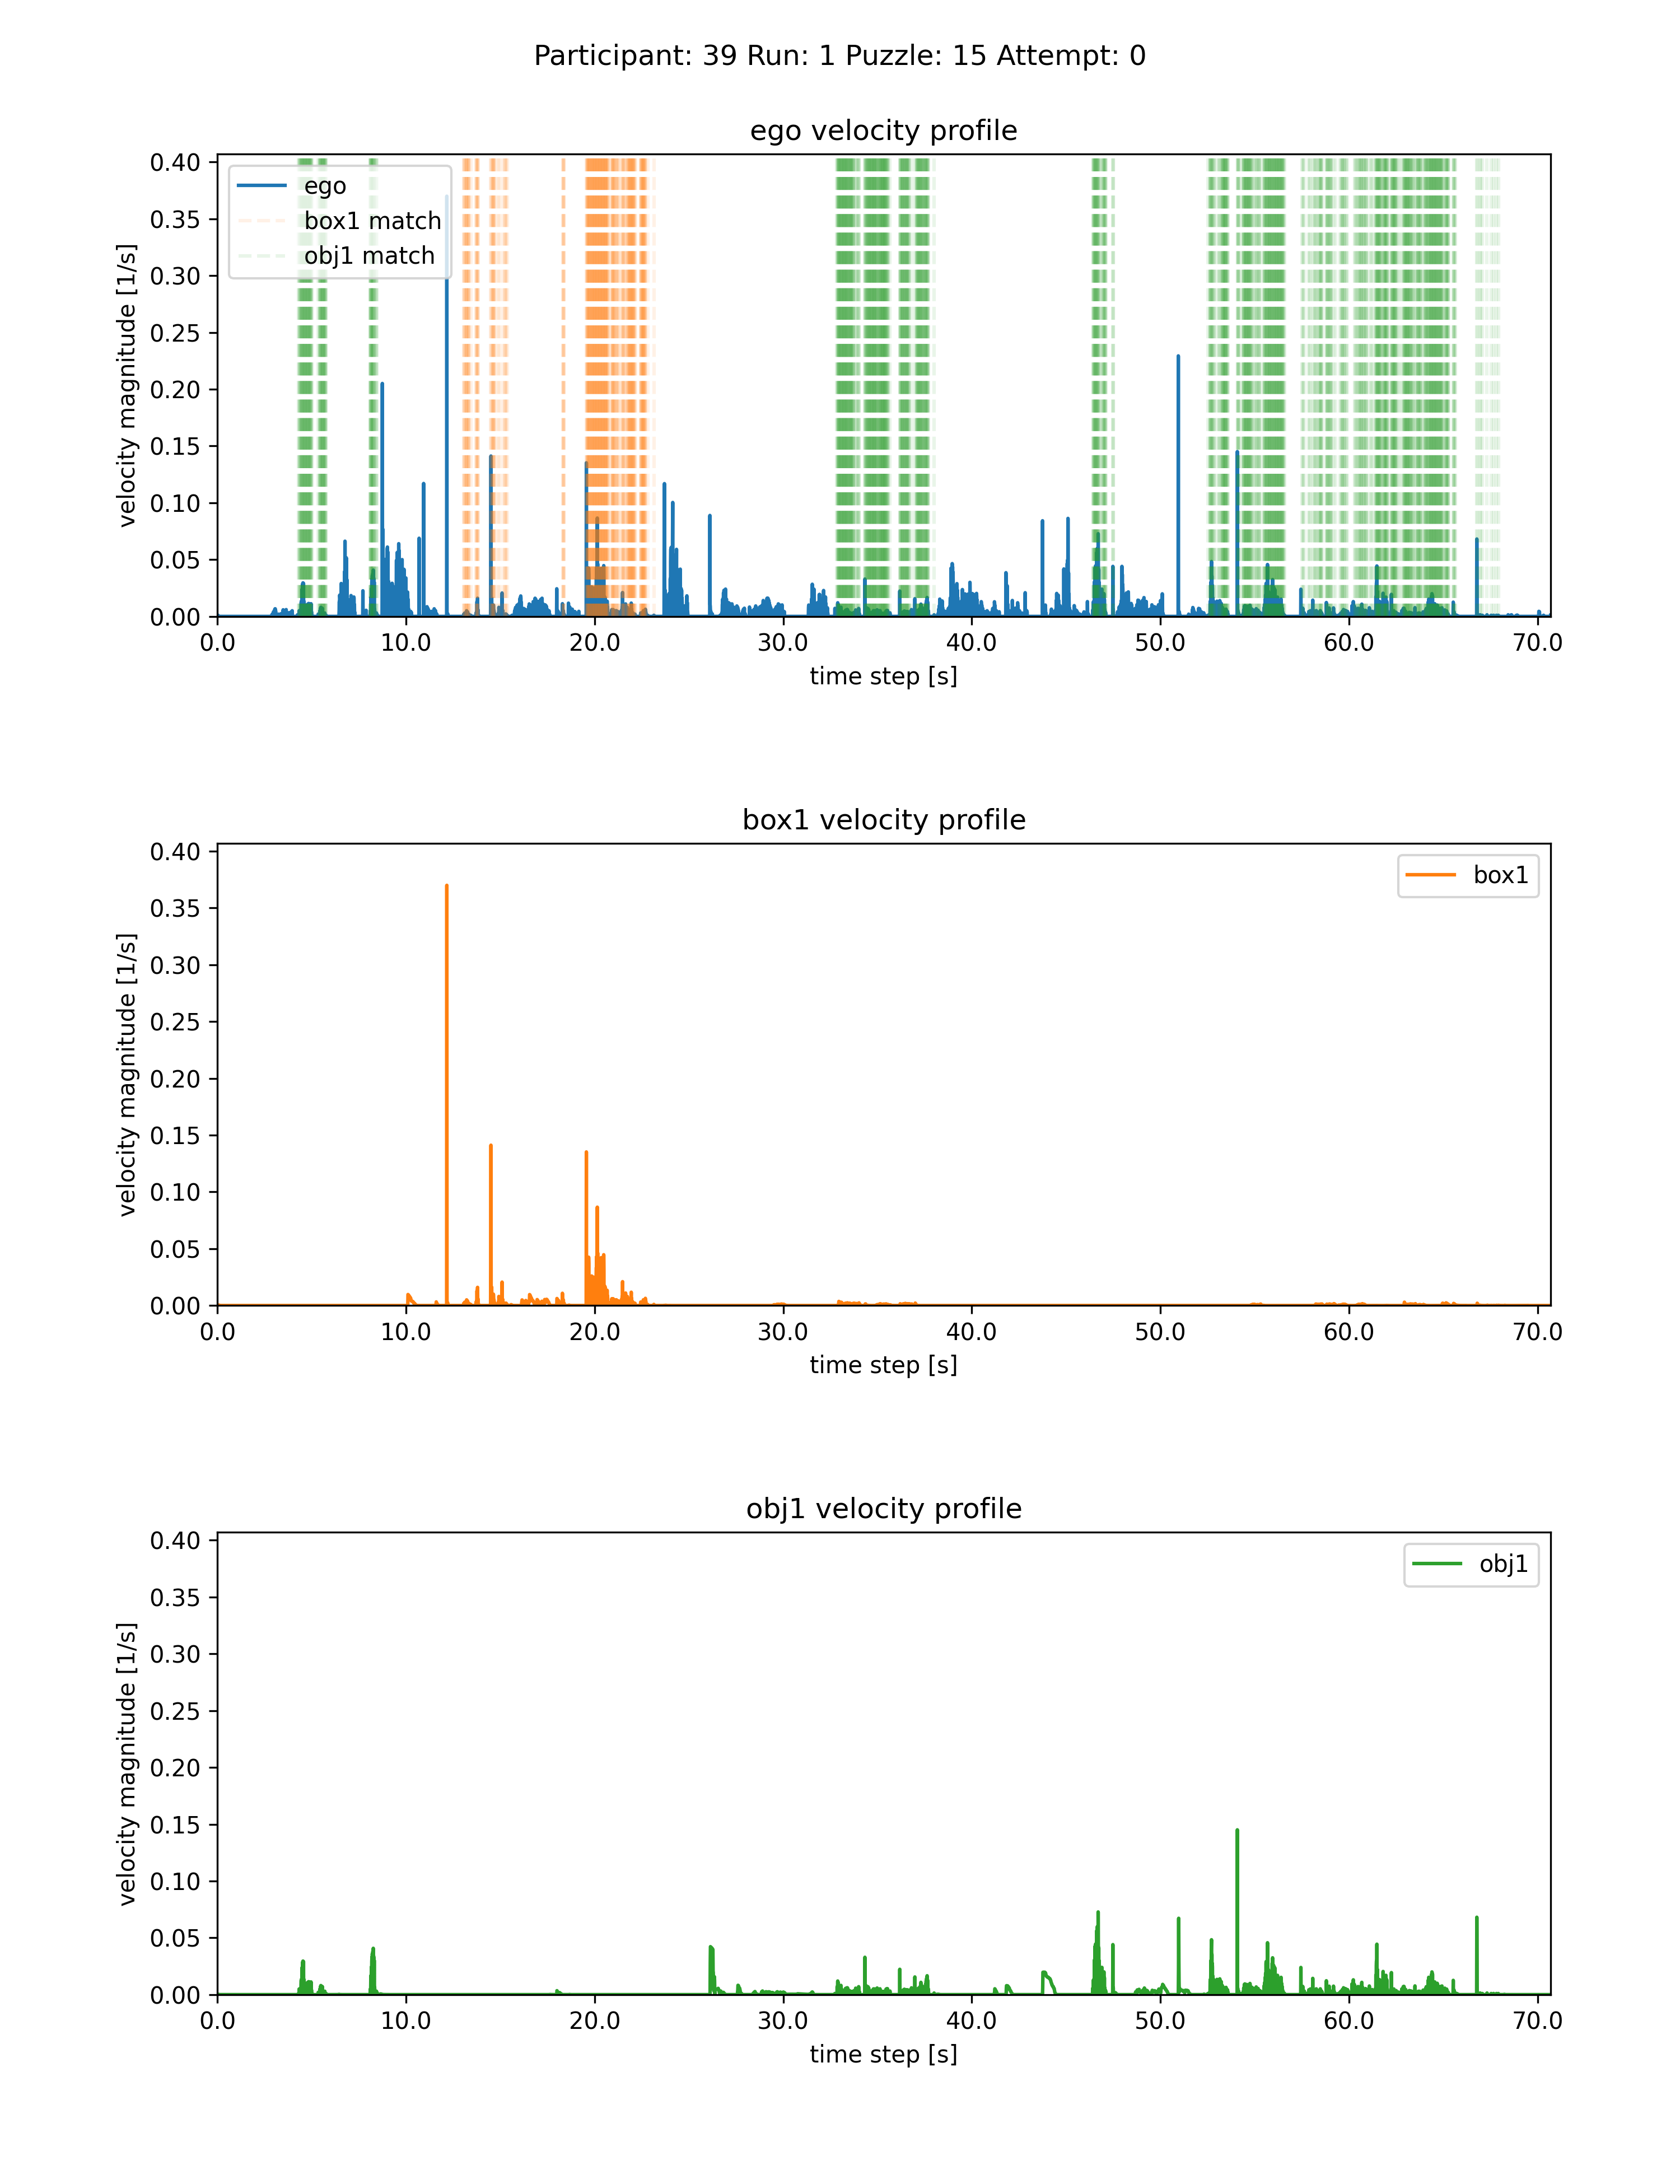 Participant: 39 Run: 1 Puzzle: 15 Attempt: 0
ego velocity profile
velocity magnitude [1/s]
0.40
0.35
0.30
0.25
0.20
0.15
0.10
0.05
0.00
ego
box1 match
obj1 match
0.0 10.0 20.0 30.0 40.0 50.0 60.0 70.0
time step [s]
box1 velocity profile
velocity magnitude [1/s]
0.40
0.35
0.30
0.25
0.20
0.15
0.10
0.05
0.00
box1
0.0 10.0 20.0 30.0 40.0 50.0 60.0 70.0
time step [s]
obj1 velocity profile
velocity magnitude [1/s]
0.40
0.35
0.30
0.25
0.20
0.15
0.10
0.05
0.00
obj1
0.0 10.0 20.0 30.0 40.0 50.0 60.0 70.0
time step [s]